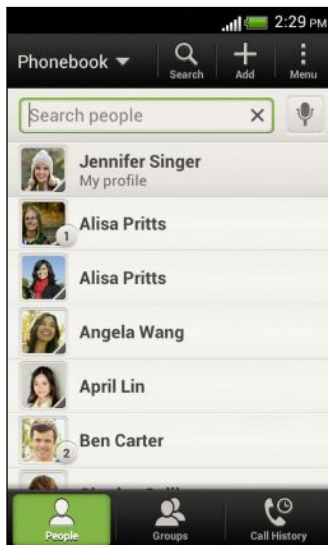 2:29 PM
Phonebook
Search
Add
Menu
Search people
Jennifer Singer
My profile
1
Alisa Pritts
Alisa Pritts
Angela Wang
April Lin
2
Ben Carter
People
Groups
Call History